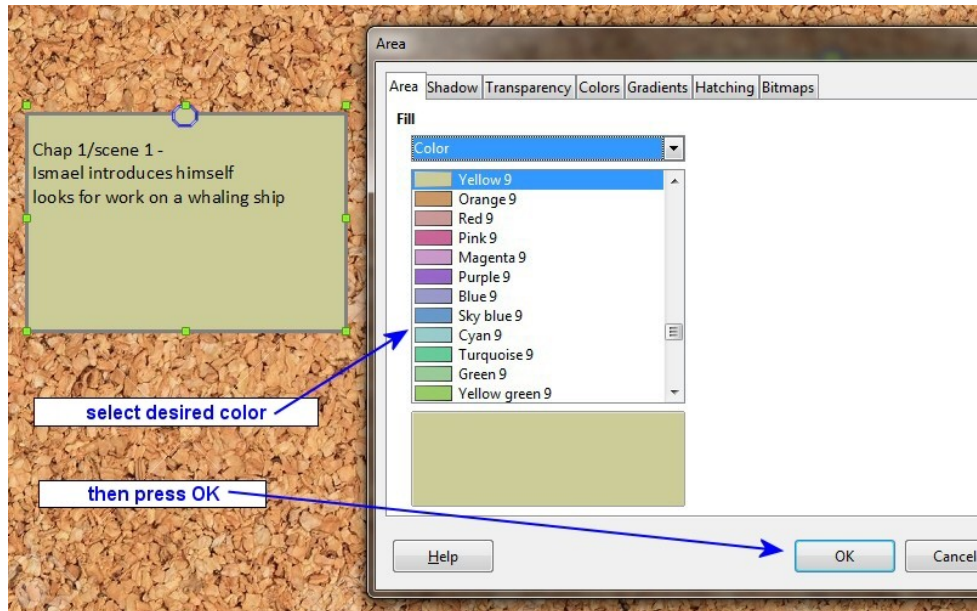 Area
Area Shadow Transparency Colors Gradients Hatching Bitmaps
Fill
Color
Yellow 9
Orange 9
Red 9
Pink 9
Magenta 9
Purple 9
Blue 9
Sky blue 9
Cyan 9
Turquoise 9
Green 9
Yellow green 9
Chap 1/scene 1 -
Ismael introduces himself
looks for work on a whaling ship
select desired color
then press OK
Help
OK
Cancel